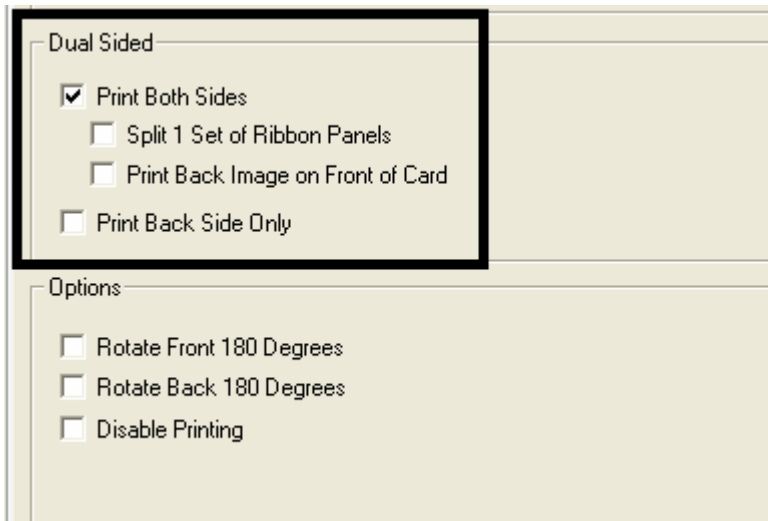 Dual Sided
Print Both Sides
Split 1 Set of Ribbon Panels
Print Back Image on Front of Card
Print Back Side Only
Options
Rotate Front 180 Degrees
Rotate Back 180 Degrees
Disable Printing